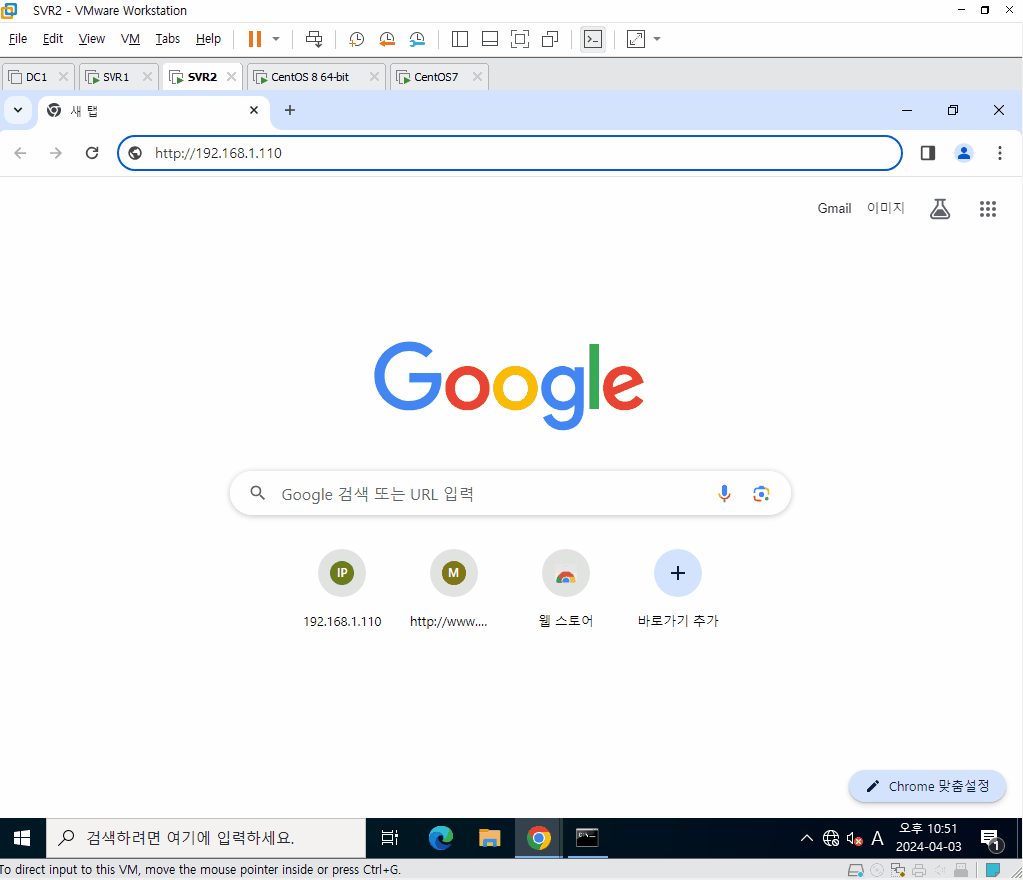 SVR2 - VMware Workstation
File Edit View VM Tabs Help
DC1 SVR1 SVR2 CentOS 8 64-bit CentOS7
새 탭
http://192.168.1.110
Gmail 이미지
Google
Google 검색 또는 URL 입력
IP M
192.168.1.110 http://www.... 웹 스토어 바로가기 추가
Chrome 맞춤설정
검색하려면 여기에 입력하세요.
A
오후 10:51
2024-04-03
1
To direct input to this VM, move the mouse pointer inside or press Ctrl+G.